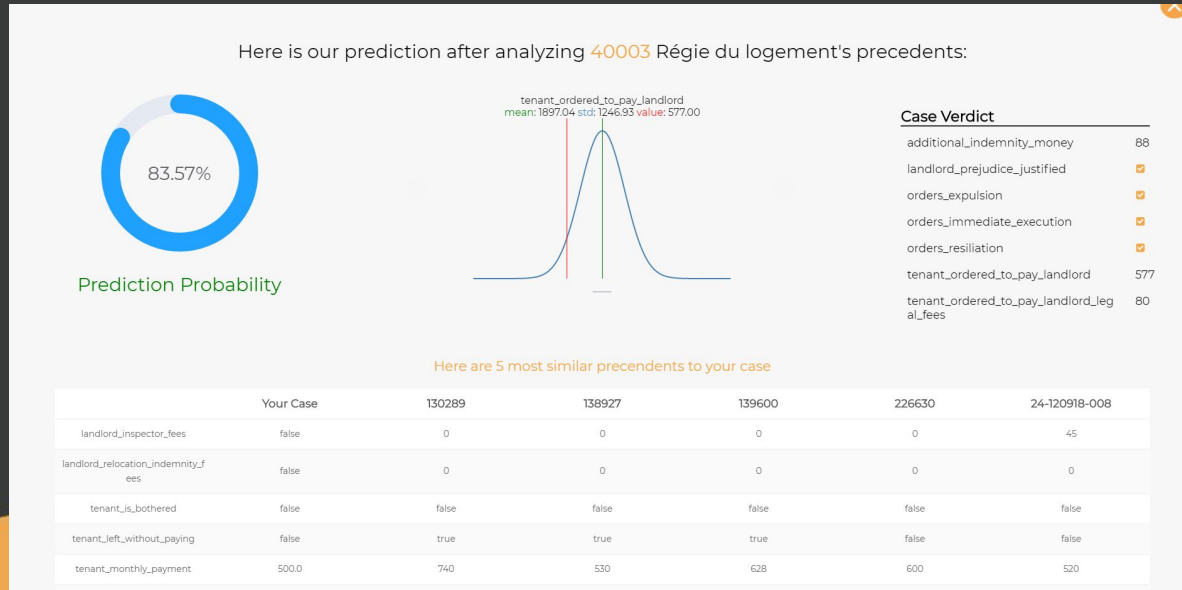 Here is our prediction after analyzing 40003 Régie du logement's precedents:
83.57%
Prediction Probability
tenant_ordered_to_pay_landlord
mean: 1897.04 std: 1246.93 value: 577.00
Case Verdict
additional_indemnity_money 88
landlord_prejudice_justified
orders_expulsion
orders_immediate_execution
orders_resiliation
tenant_ordered_to_pay_landlord 577
tenant_ordered_to_pay_landlord_leg 80
al_fees
Here are 5 most similar precendents to your case
Your Case 130289 138927 139600 226630 24-120918-008
landlord_inspector_fees false 0 0 0 0 45
landlord_relocation_indemnity_f
ees false 0 0 0 0 0
tenant_is_bothered false false false false false false
tenant_left_without_paying false true true true false false
tenant_monthly_payment 500.0 740 530 628 600 520